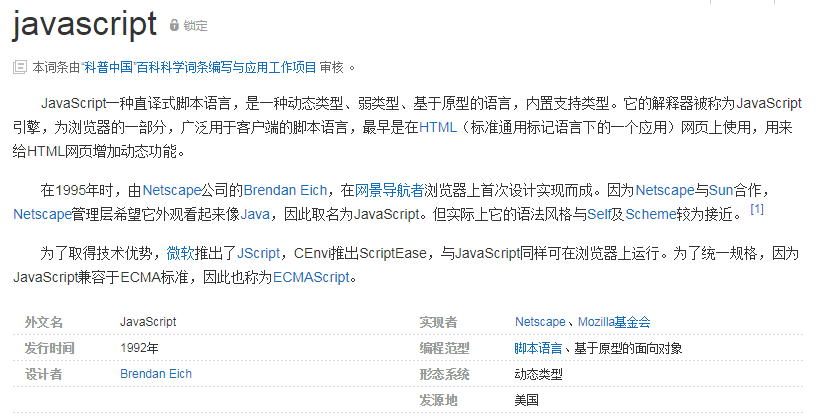 javascript 锁定
本词条由“科普中国”百科科学词条编写与应用工作项目 审核 。
JavaScript一种直译式脚本语言，是一种动态类型、弱类型、基于原型的语言，内置支持类型。它的解释器被称为JavaScript
引擎，为浏览器的一部分，广泛用于客户端的脚本语言，最早是在HTML（标准通用标记语言下的一个应用）网页上使用，用来
给HTML网页增加动态功能。
在1995年时，由Netscape公司的Brendan Eich，在网景导航者浏览器上首次设计实现而成。因为Netscape与Sun合作，
Netscape管理层希望它外观看起来像Java，因此取名为JavaScript。但实际上它的语法风格与Self及Scheme较为接近。 [1]
为了取得技术优势，微软推出了JScript，CEnvi推出ScriptEase，与JavaScript同样可在浏览器上运行。为了统一规格，因为
JavaScript兼容于ECMA标准，因此也称为ECMAScript。
外文名 JavaScript 实现者 Netscape、Mozilla基金会
发行时间 1992年 编程范型 脚本语言、基于原型的面向对象
设计者 Brendan Eich 形态系统 动态类型
发源地 美国